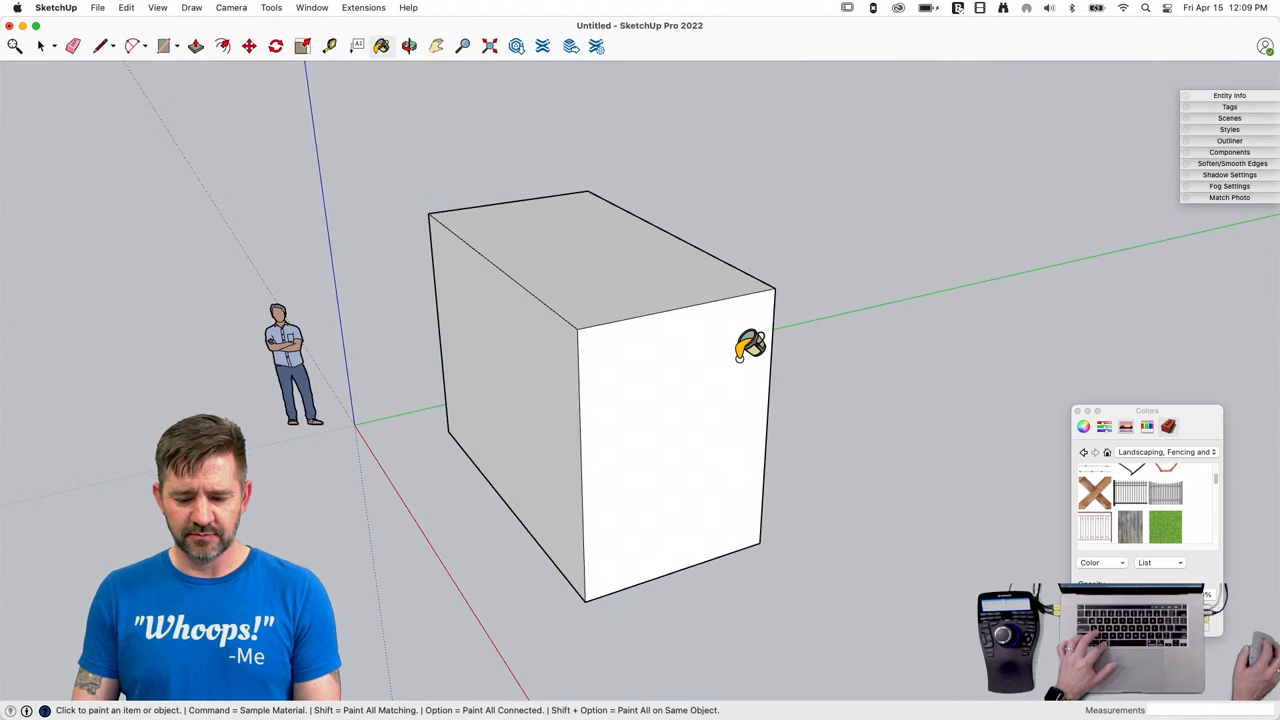 SketchUp File Edit View Draw Camera Tools Window Extensions Help Fri Apr 15 12:09 PM
Untitled - SketchUp Pro 2022
Entity Info
Tags
Scenes
Styles
Outliner
Components
Soften/Smooth Edges
Shadow Settings
Fog Settings
Match Photo
Colors
Landscaping, Fencing and
Color List
"Whoops!"
-Me
Click to paint an item or object. | Command = Sample Material. | Shift = Paint All Matching. | Option = Paint All Connected. | Shift + Option = Paint All on Same Object. Measurements